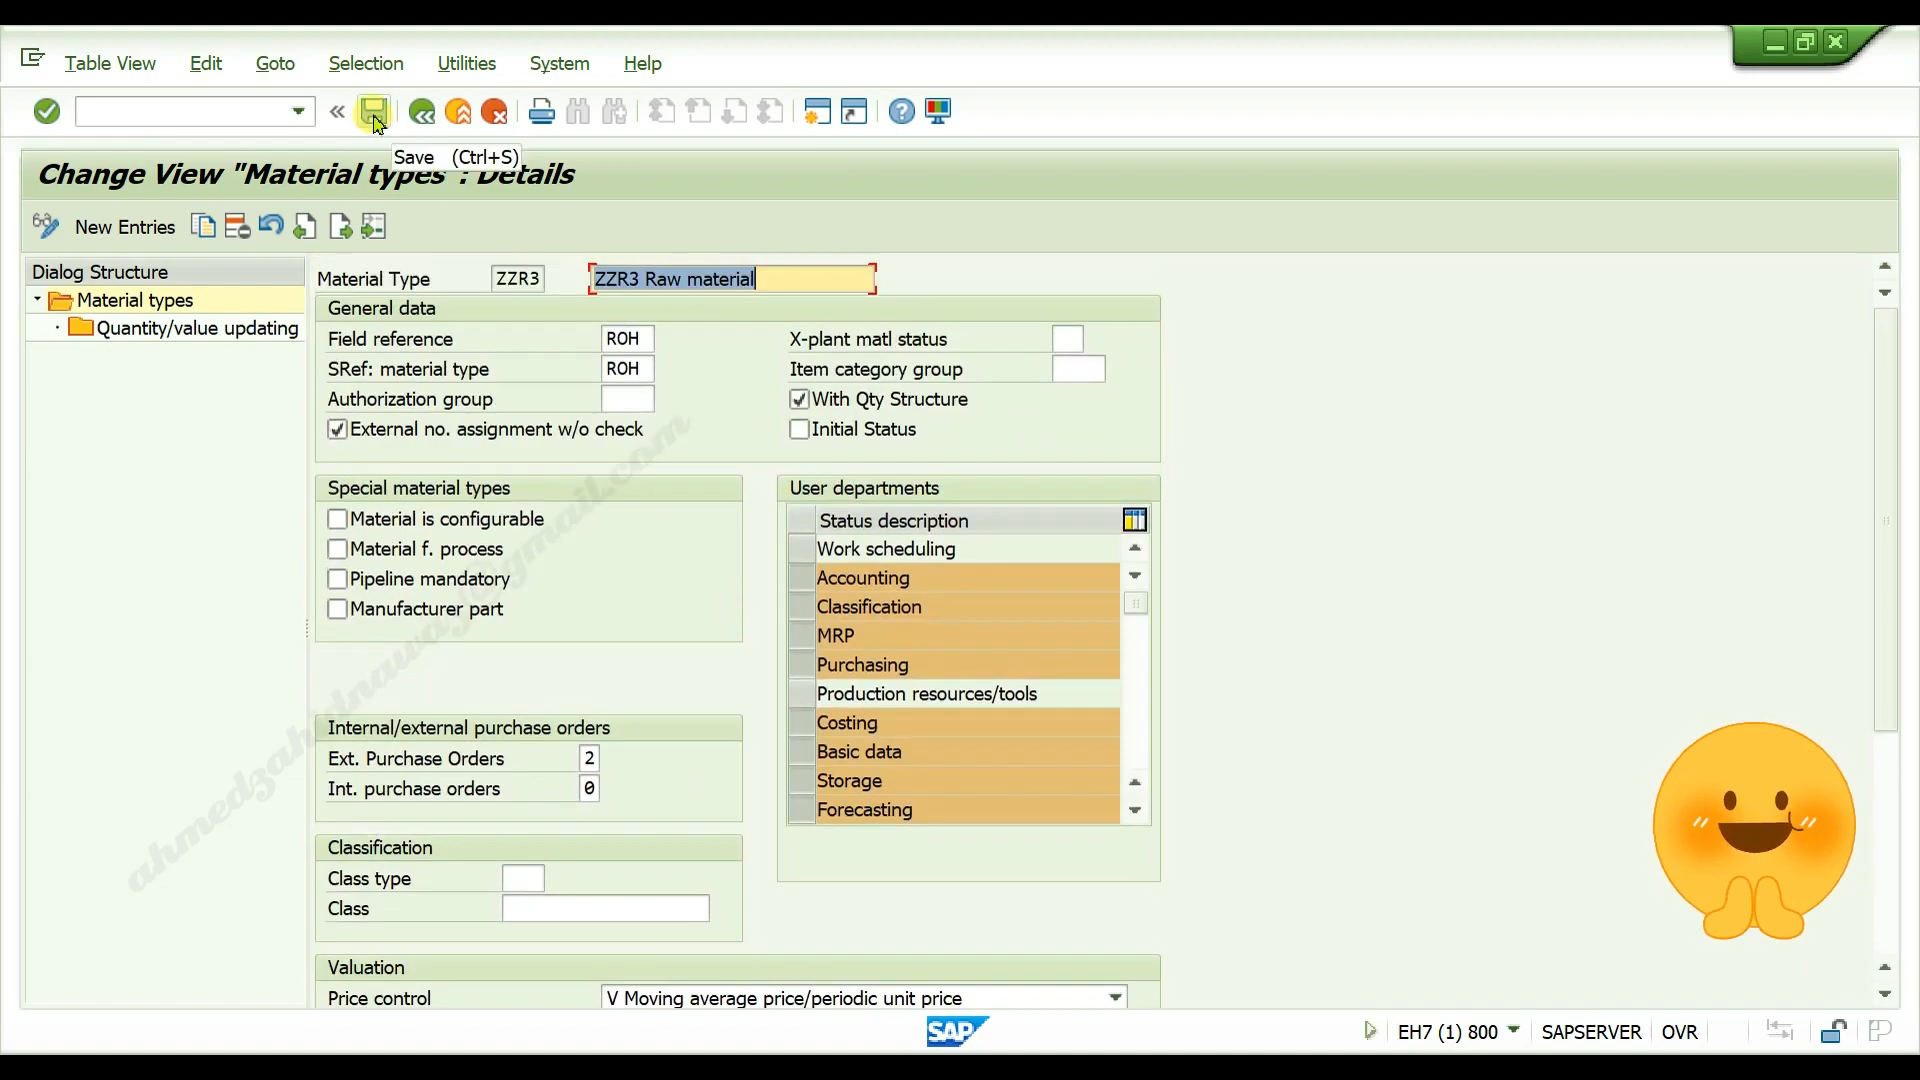 Table View Edit Goto Selection Utilities System Help
Save (Ctrl+S)
Change View "Material types": Details
New Entries
Dialog Structure
Material types
Quantity/value updating
Material Type ZZR3 ZZR3 Raw material
General data
Field reference ROH X-plant matl status
SRef: material type ROH Item category group
Authorization group With Qty Structure
External no. assignment w/o check Initial Status
Special material types
Material is configurable
Material f. process
Pipeline mandatory
Manufacturer part
User departments
Status description
Work scheduling
Accounting
Classification
MRP
Purchasing
Production resources/tools
Costing
Basic data
Storage
Forecasting
Internal/external purchase orders
Ext. Purchase Orders 2
Int. purchase orders 0
Classification
Class type
Class
Valuation
Price control V Moving average price/periodic unit price
ahmedzahidnawaz@gmail.com
SAP EH7 (1) 800 SAPSERVER OVR